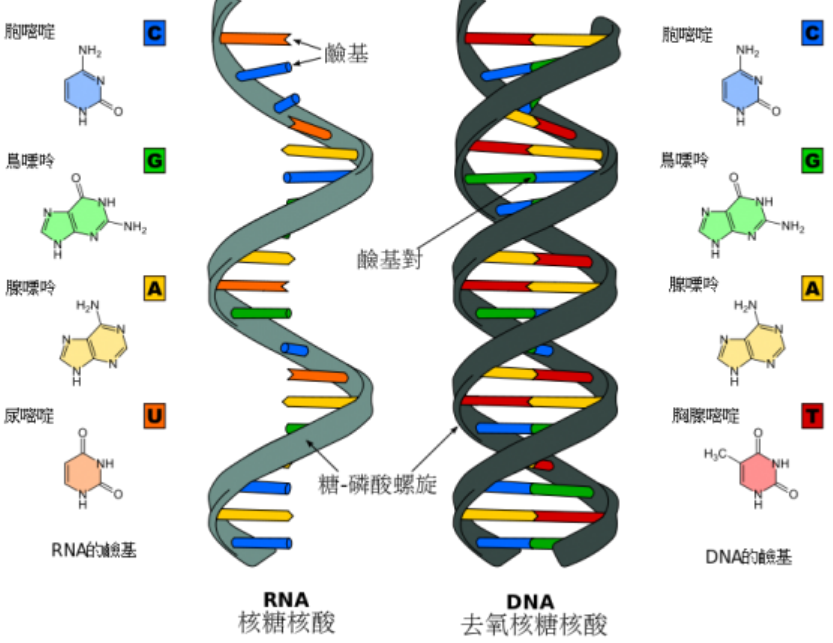 胞嘧啶
C
NH₂
N
N
H
O
鳥嘌呤
G
O
N
NH
N
H
N
NH₂
腺嘌呤
A
H₂N
N
N
N
H
N
尿嘧啶
U
O
NH
N
H
O
RNA的鹼基
鹼基
鹼基對
糖-磷酸螺旋
RNA
核糖核酸
DNA
去氧核糖核酸
胞嘧啶
C
NH₂
N
N
H
O
鳥嘌呤
G
O
N
NH
N
H
N
NH₂
腺嘌呤
A
H₂N
N
N
N
H
N
胸腺嘧啶
T
O
H₃C
NH
N
H
O
DNA的鹼基